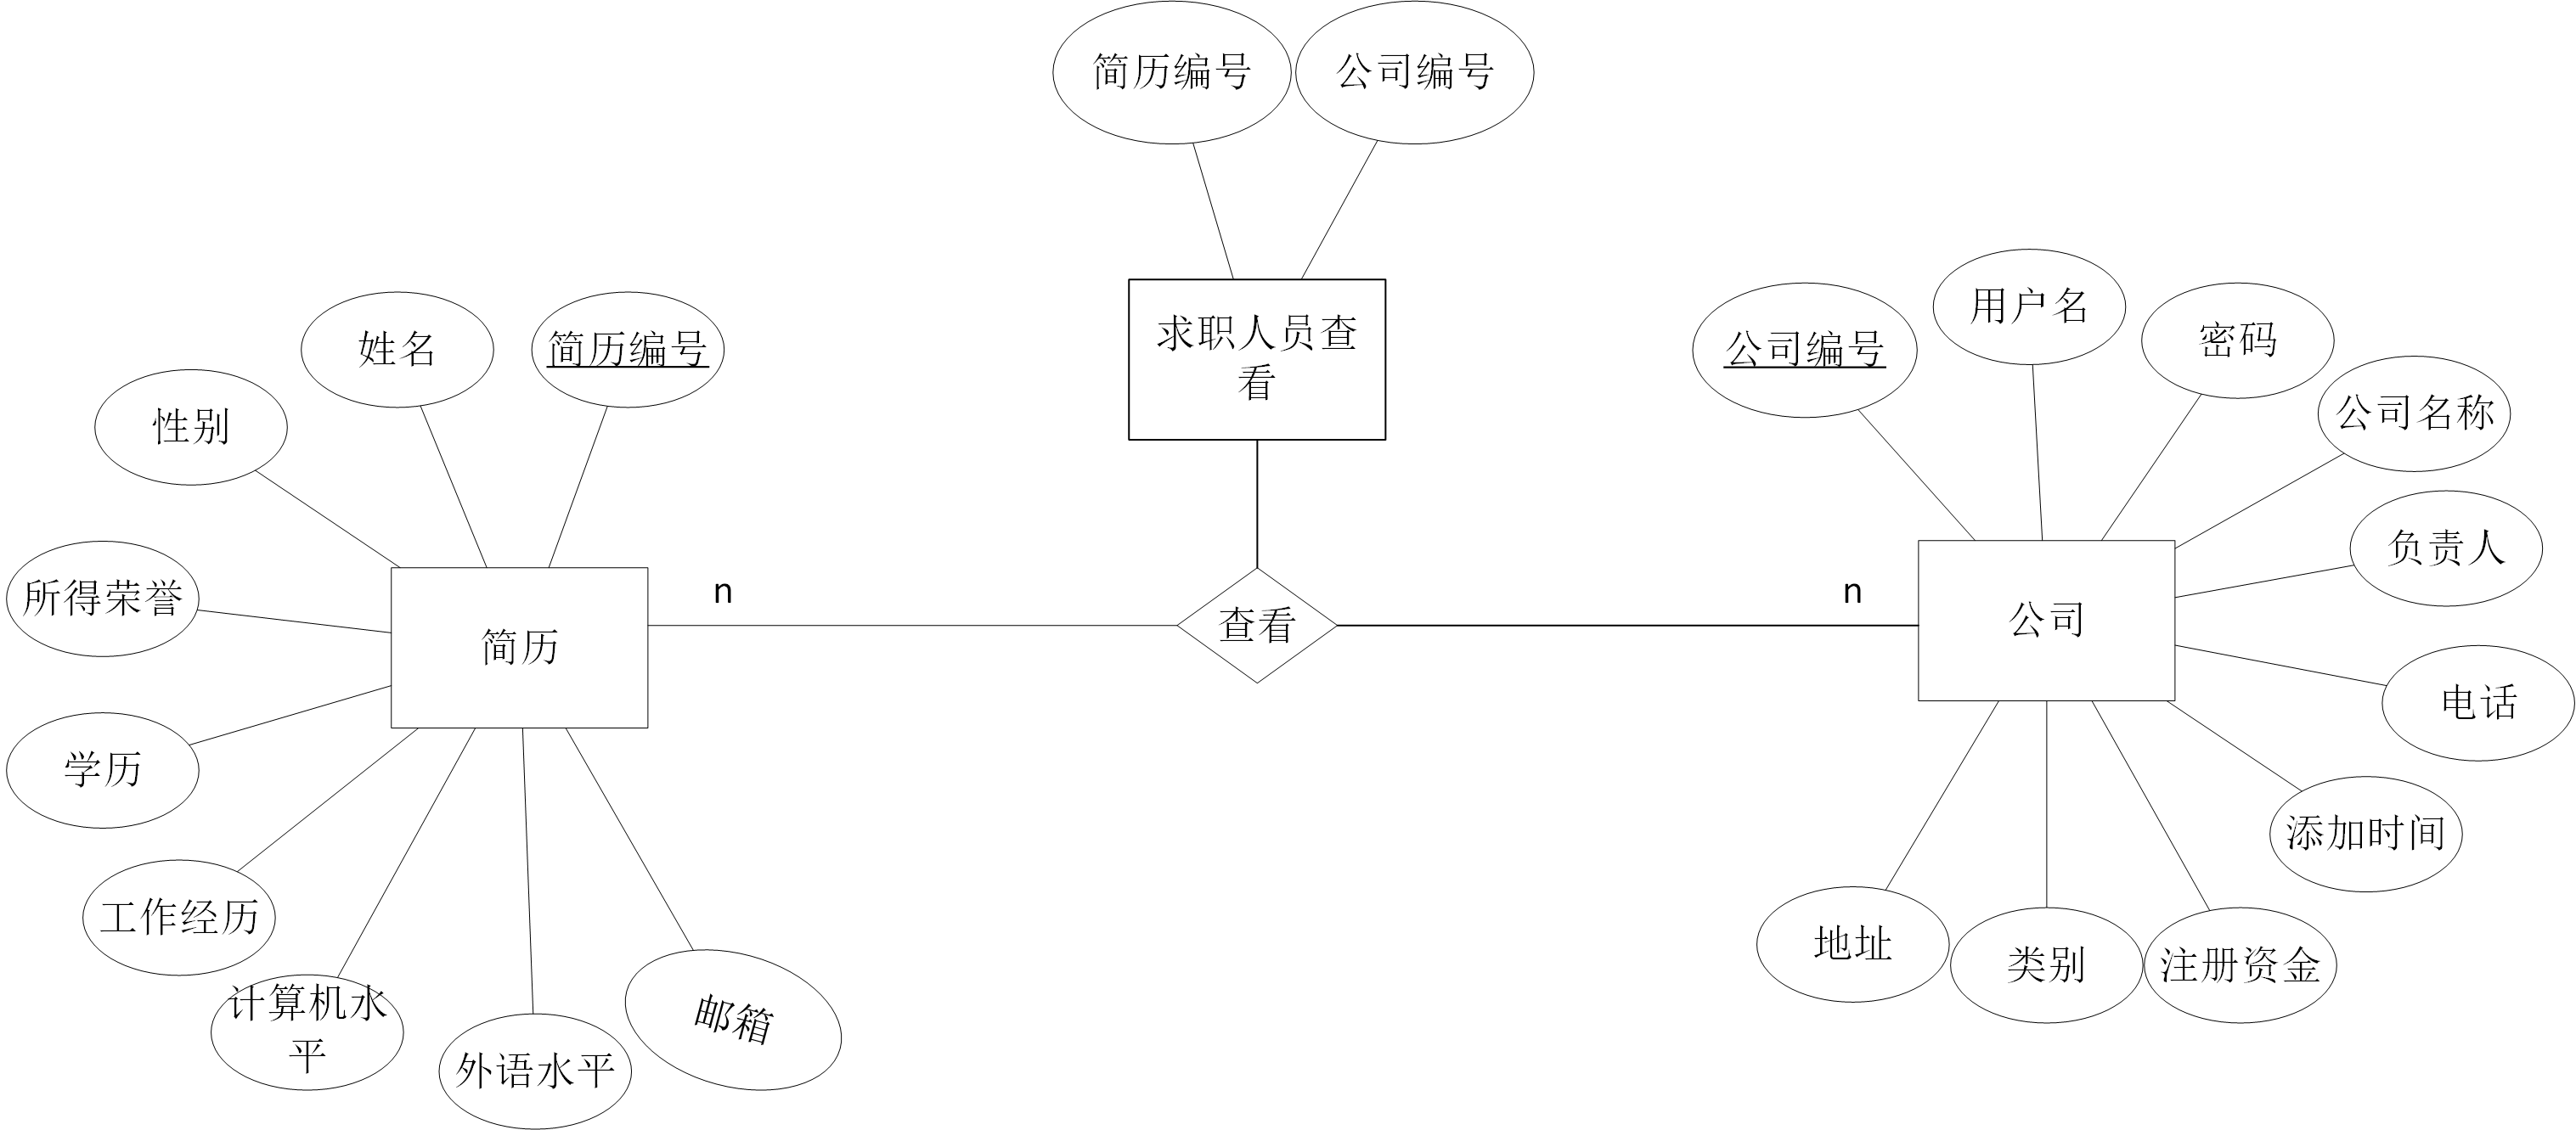 简历编号
公司编号
求职人员查
看
姓名
简历编号
性别
所得荣誉
学历
工作经历
计算机水
平
外语水平
邮箱
简历
n
查看
n
公司
公司编号
用户名
密码
公司名称
负责人
电话
添加时间
注册资金
类别
地址